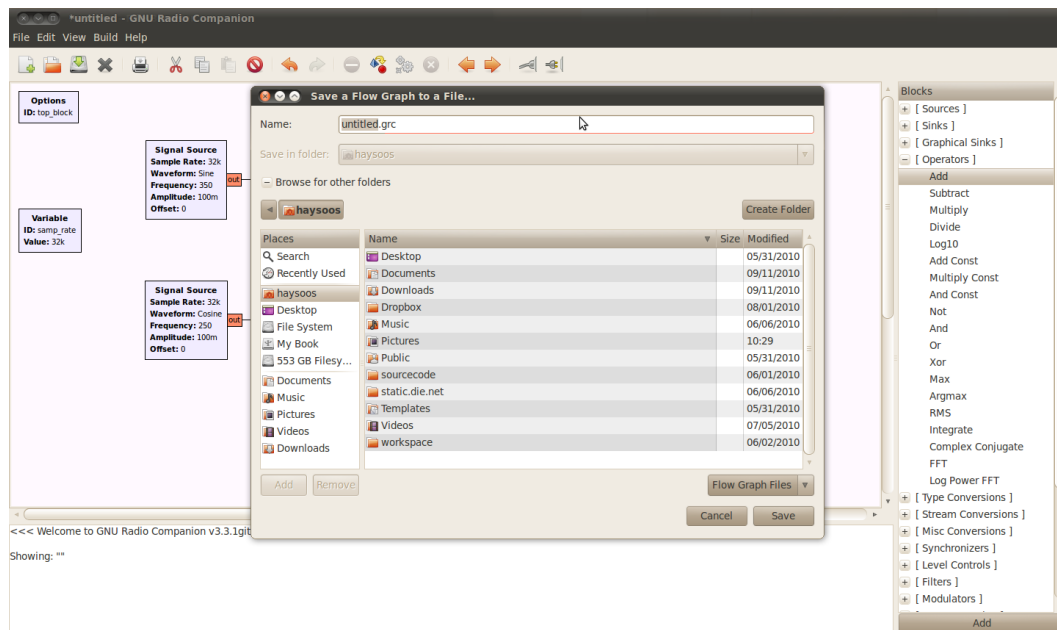 *untitled - GNU Radio Companion
File Edit View Build Help
Options
ID: top_block
Signal Source
Sample Rate: 32k
Waveform: Sine
Frequency: 350
Amplitude: 100m
Offset: 0
out
Variable
ID: samp_rate
Value: 32k
Signal Source
Sample Rate: 32k
Waveform: Cosine
Frequency: 250
Amplitude: 100m
Offset: 0
out
Save a Flow Graph to a File...
Name: untitled.grc
Save in folder: haysoos
Browse for other folders
haysoos
Create Folder
Places
Search
Recently Used
haysoos
Desktop
File System
My Book
553 GB Filesy...
Documents
Music
Pictures
Videos
Downloads
Name Size Modified
Desktop 05/31/2010
Documents 09/11/2010
Downloads 09/11/2010
Dropbox 08/01/2010
Music 06/06/2010
Pictures 10:29
Public 05/31/2010
sourcecode 06/01/2010
static.die.net 06/06/2010
Templates 05/31/2010
Videos 07/05/2010
workspace 06/02/2010
Add Remove
Flow Graph Files
Cancel Save
<<< Welcome to GNU Radio Companion v3.3.1git
Showing: ""
Blocks
[ Sources ]
[ Sinks ]
[ Graphical Sinks ]
[ Operators ]
Add
Subtract
Multiply
Divide
Log10
Add Const
Multiply Const
And Const
Not
And
Or
Xor
Max
Argmax
RMS
Integrate
Complex Conjugate
FFT
Log Power FFT
[ Type Conversions ]
[ Stream Conversions ]
[ Misc Conversions ]
[ Synchronizers ]
[ Level Controls ]
[ Filters ]
[ Modulators ]
Add